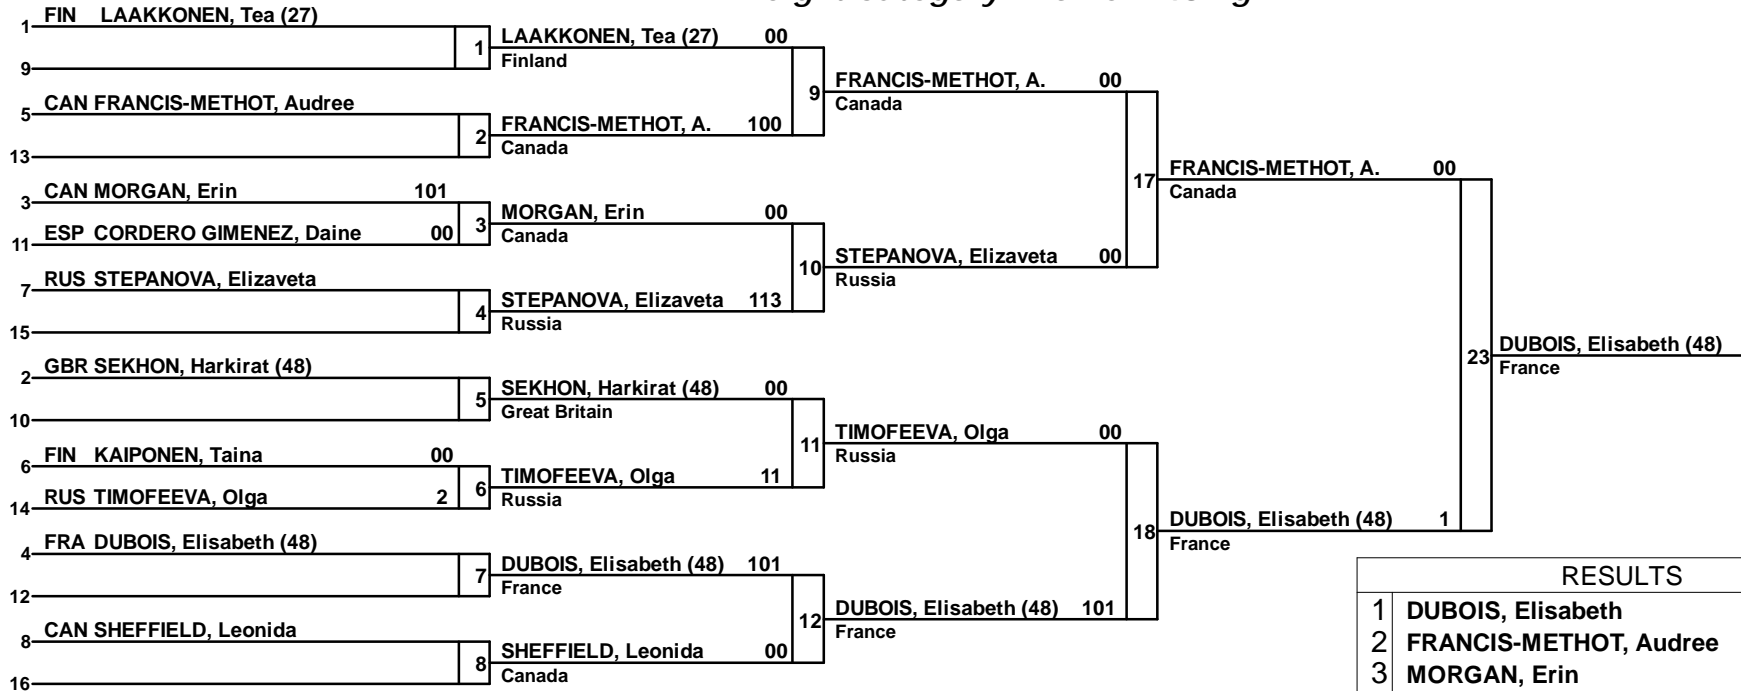 1 FIN LAAKKONEN, Tea (27)
9
1 LAAKKONEN, Tea (27) 00
Finland
5 CAN FRANCIS-METHOT, Audree
13
2 FRANCIS-METHOT, A. 100
Canada
9 FRANCIS-METHOT, A. 00
Canada
3 CAN MORGAN, Erin 101
11 ESP CORDERO GIMENEZ, Daine 00
3 MORGAN, Erin 00
Canada
7 RUS STEPANOVA, Elizaveta
15
4 STEPANOVA, Elizaveta 113
Russia
10 STEPANOVA, Elizaveta 00
Russia
17 FRANCIS-METHOT, A. 00
Canada
2 GBR SEKHON, Harkirat (48)
10
5 SEKHON, Harkirat (48) 00
Great Britain
6 FIN KAIPONEN, Taina 00
14 RUS TIMOFEEVA, Olga 2
6 TIMOFEEVA, Olga 11
Russia
11 TIMOFEEVA, Olga 00
Russia
4 FRA DUBOIS, Elisabeth (48)
12
7 DUBOIS, Elisabeth (48) 101
France
8 CAN SHEFFIELD, Leonida
16
8 SHEFFIELD, Leonida 00
Canada
12 DUBOIS, Elisabeth (48) 101
France
18 DUBOIS, Elisabeth (48) 1
France
23 DUBOIS, Elisabeth (48)
France
RESULTS
1 DUBOIS, Elisabeth
2 FRANCIS-METHOT, Audree
3 MORGAN, Erin